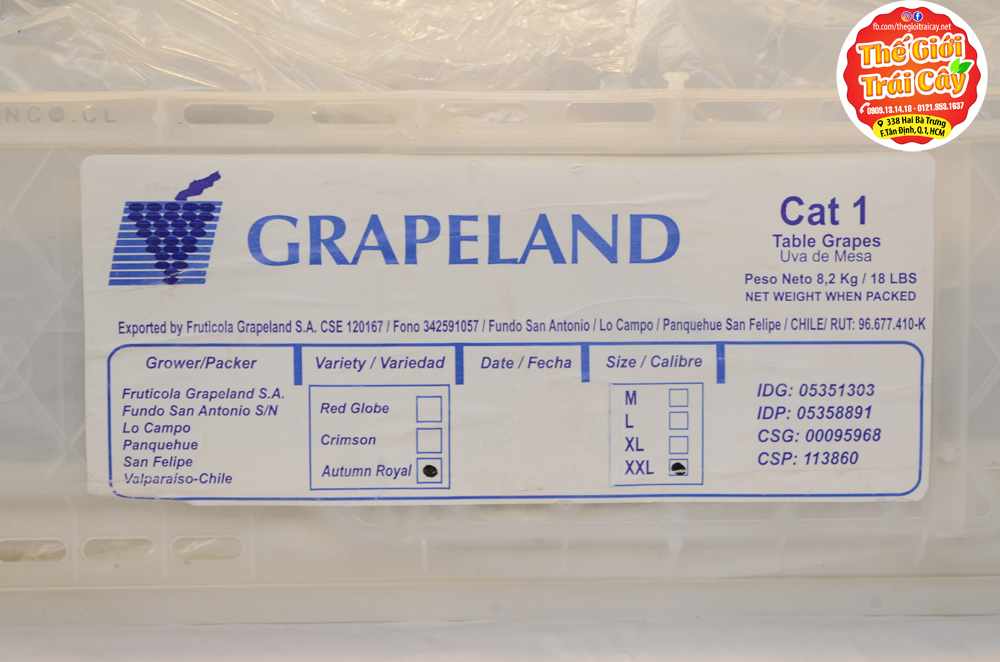 fb.com/thegioitraicay.net
Thế Giới
Trái Cây
0909.13.14.18 - 0121.853.1637
338 Hai Bà Trưng
F.Tân Định, Q.1, HCM
NCO.CL
GRAPELAND
Cat 1
Table Grapes
Uva de Mesa
Peso Neto 8,2 Kg / 18 LBS
NET WEIGHT WHEN PACKED
Exported by Fruticola Grapeland S.A. CSE 120167 / Fono 342591057 / Fundo San Antonio / Lo Campo / Panquehue San Felipe / CHILE/ RUT: 96.677.410-K
Grower/Packer
Fruticola Grapeland S.A.
Fundo San Antonio S/N
Lo Campo
Panquehue
San Felipe
Valparaiso-Chile
Variety / Variedad
Red Globe
Crimson
Autumn Royal
Date / Fecha
Size / Calibre
M
L
XL
XXL
IDG: 05351303
IDP: 05358891
CSG: 00095968
CSP: 113860